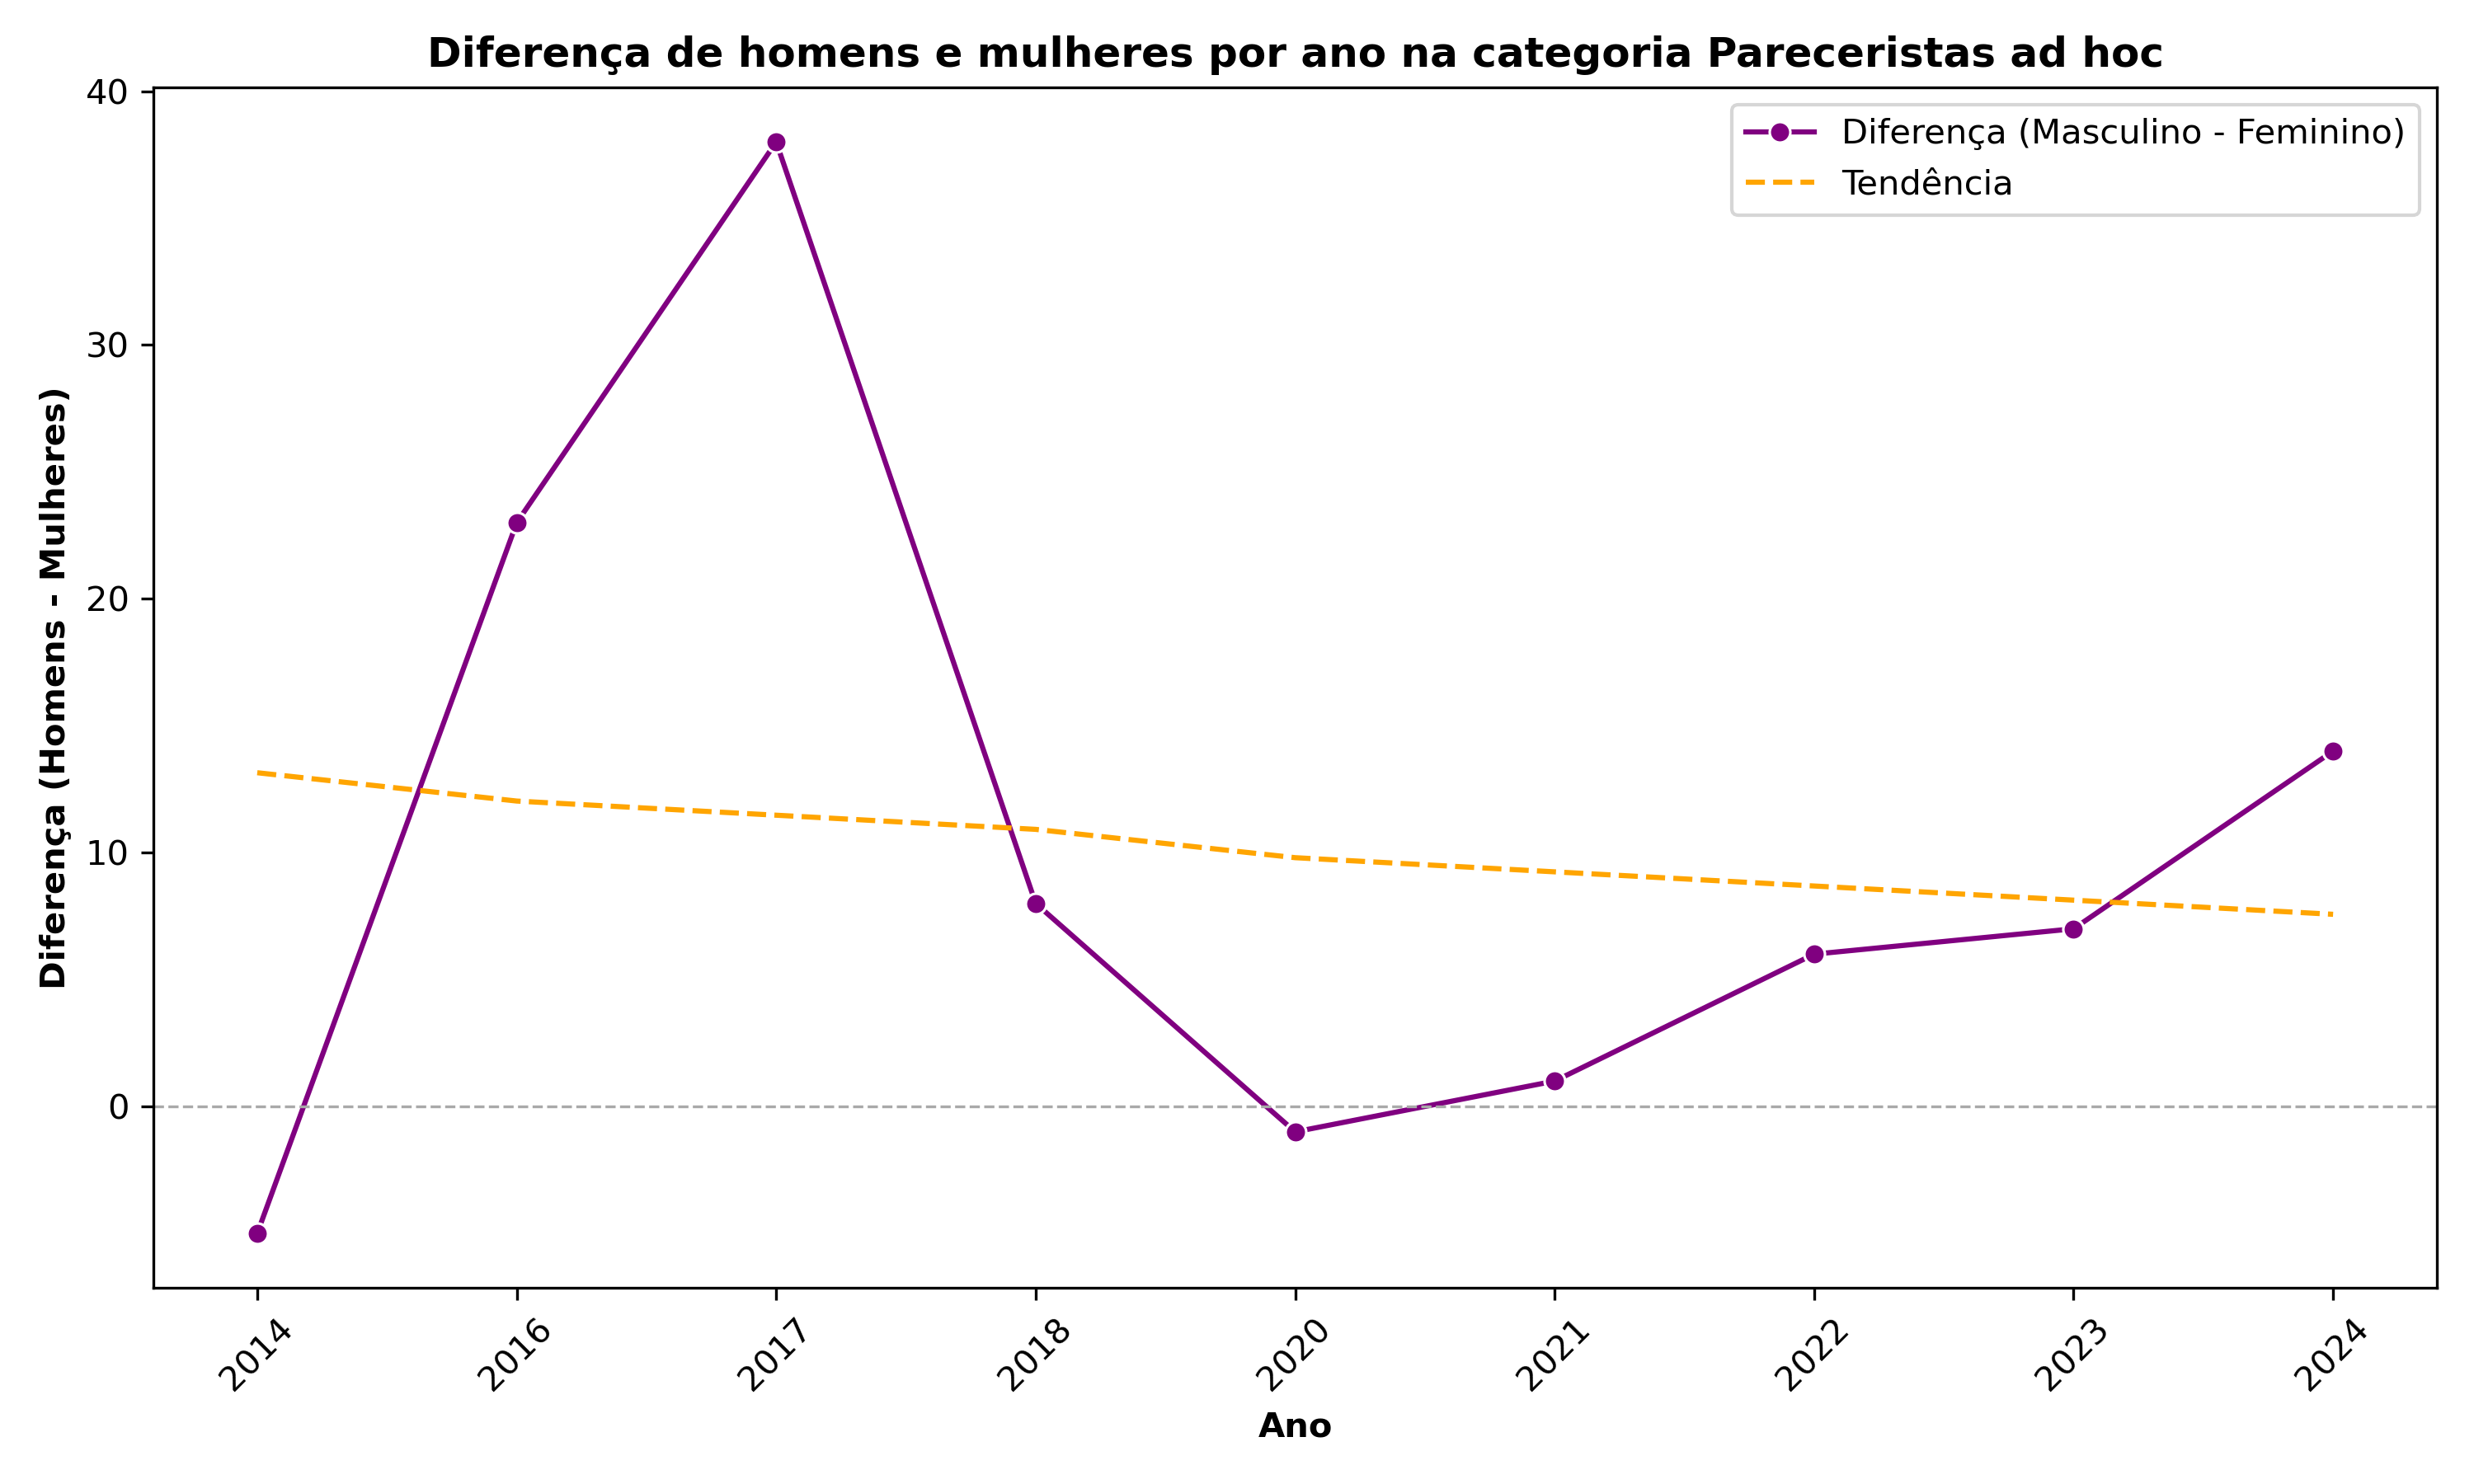 Diferença de homens e mulheres por ano na categoria Pareceristas ad hoc
Diferença (Masculino - Feminino)
Tendência
Diferença (Homens - Mulheres)
40
30
20
10
0
2014
2016
2017
2018
2020
2021
2022
2023
2024
Ano